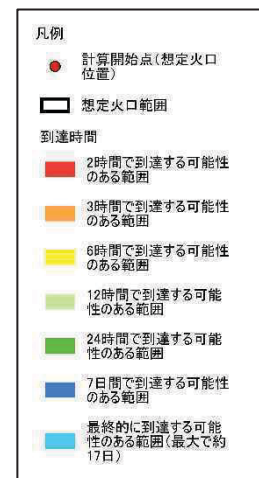 凡例
計算開始点(想定火口
位置)
想定火口範囲
到達時間
2時間で到達する可能性
のある範囲
3時間で到達する可能性
のある範囲
6時間で到達する可能性
のある範囲
12時間で到達する可能
性のある範囲
24時間で到達する可能
性のある範囲
7日間で到達する可能性
のある範囲
最終的に到達する可能
性のある範囲(最大で約
17日)